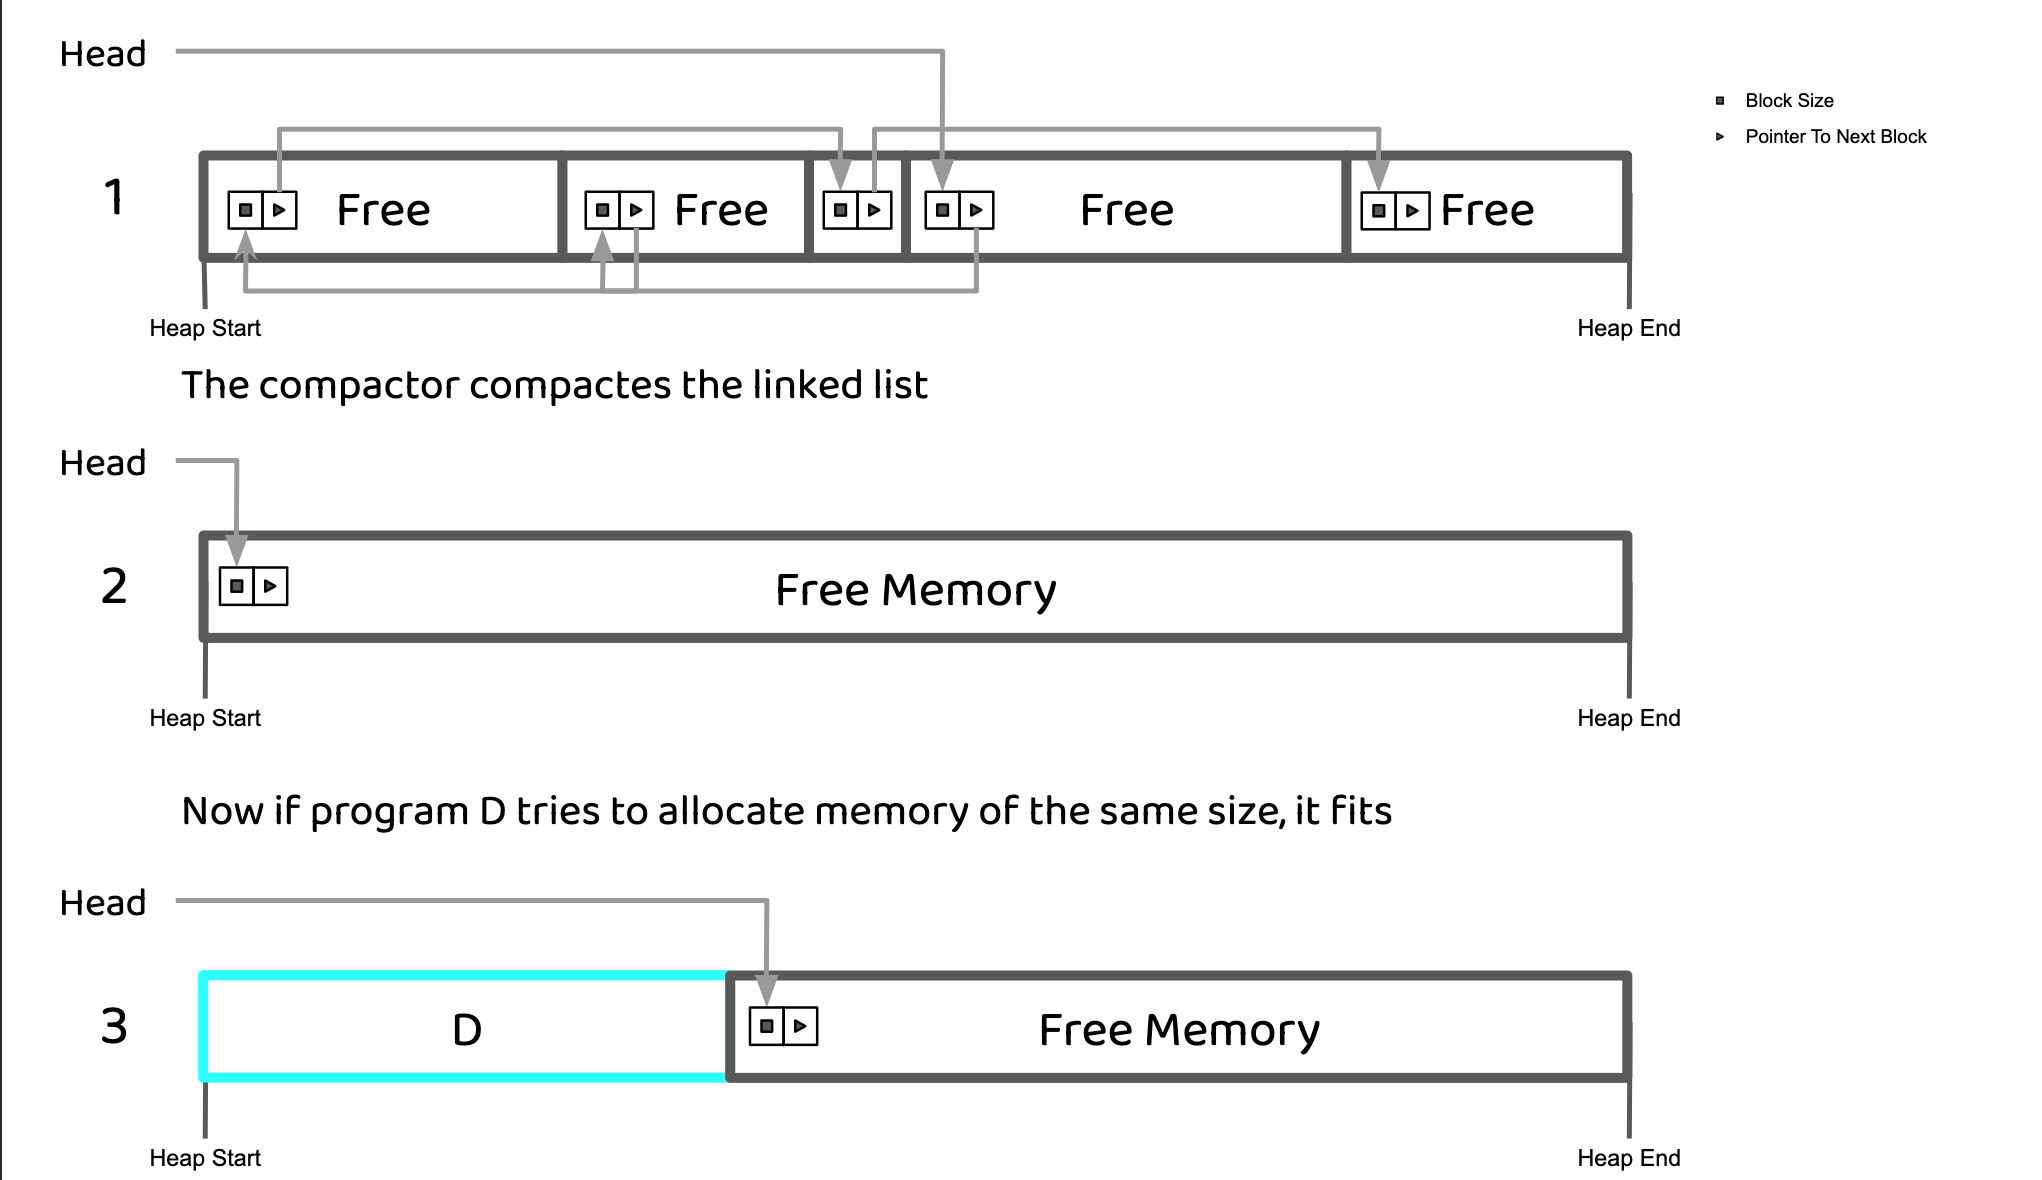 Head
Block Size
Pointer To Next Block
1
Free
Free
Free
Free
Heap Start
Heap End
The compactor compactes the linked list
Head
2
Free Memory
Heap Start
Heap End
Now if program D tries to allocate memory of the same size, it fits
Head
3
D
Free Memory
Heap Start
Heap End